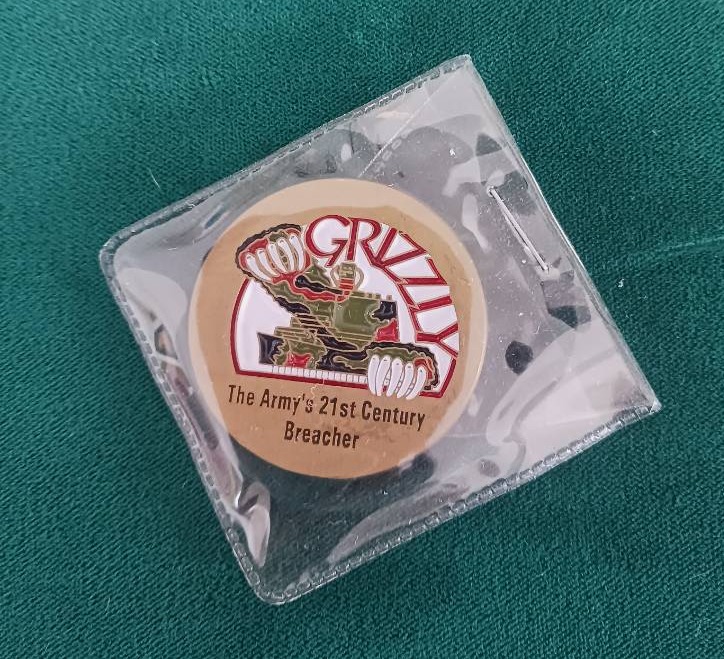 GRIZZLY
The Army's 21st Century
Breacher